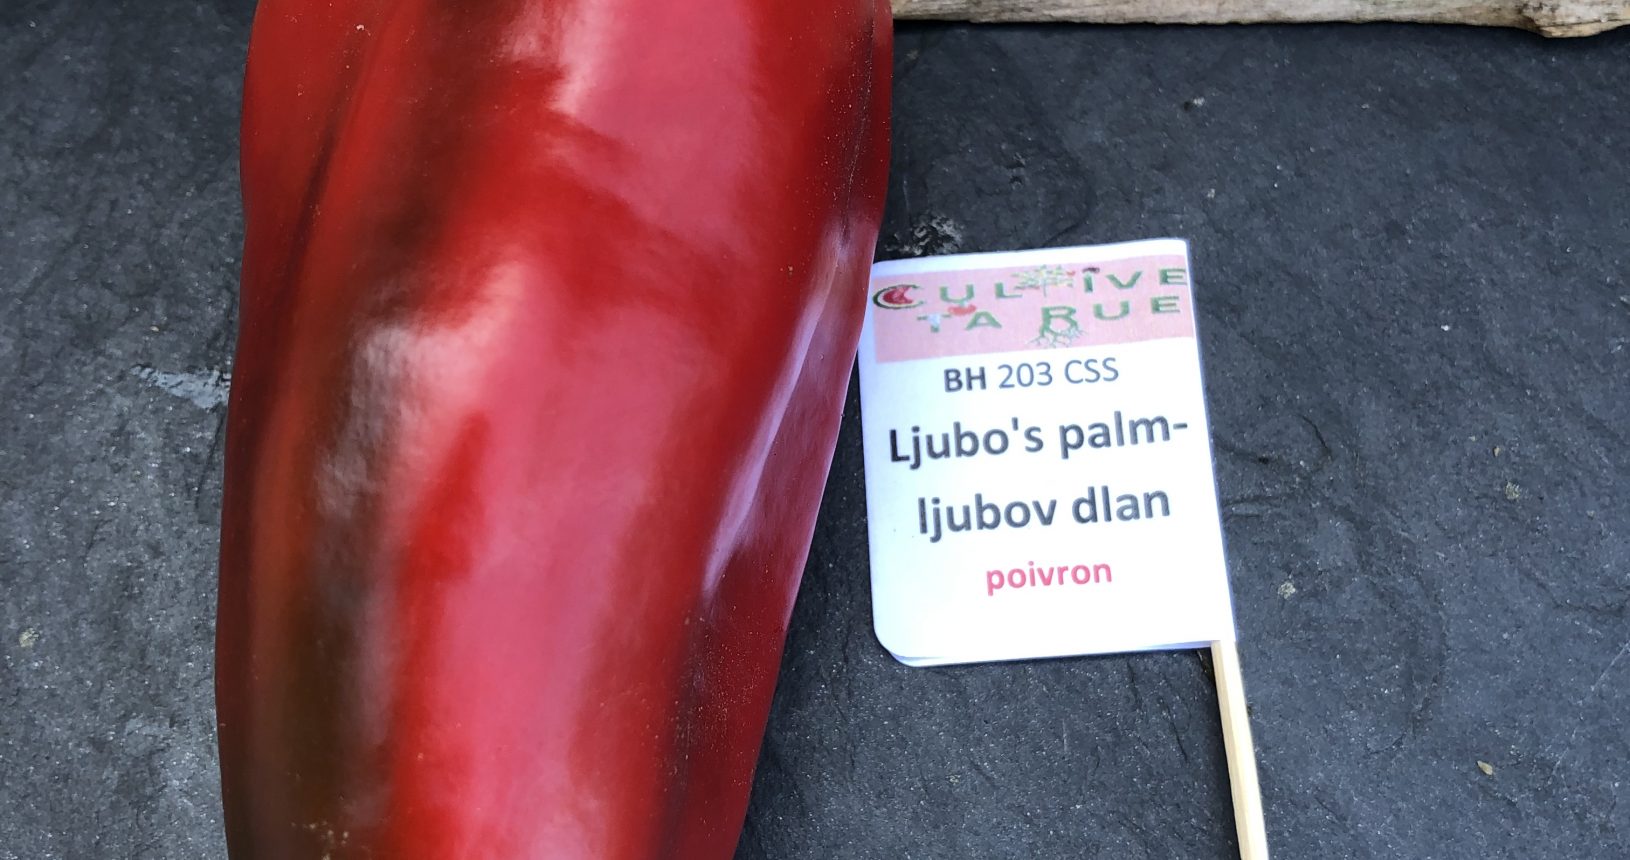 CULTIVE
TA RUE
BH 203 CSS
Ljubo's palm-
ljubov dlan
poivron